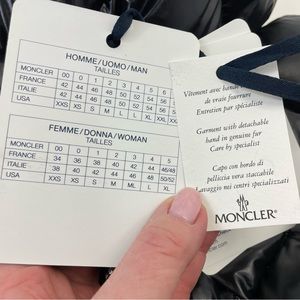 HOMME/UOMO/MAN
TAILLES
MONCLER 00 0 1 2 3 4 5 6
FRANCE 42 44 46 48 50 52 54 56
ITALIE 42 44 46 48 50 52 54 56
USA XXS XS S M L XL XXL
FEMME/DONNA/WOMAN
TAILLES
MONCLER 00 0 1 2 3 4 5
FRANCE 34 36 38 40 42 44 46/48
ITALIE 38 40 42 44 46 48 50/52
USA XXS XS S M ML L XL
Vêtement avec bande
de vraie fourrure
Entretien par spécialiste
Garment with detachable
band in genuine fur
Care by specialist
Capo con bordo di
pelliccia vera staccabile
Lavaggio nei centri specializzati
MONCLER